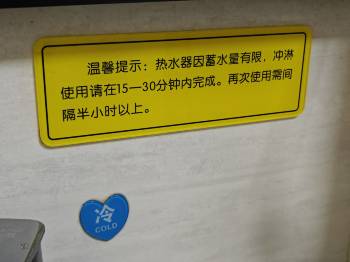 温馨提示：热水器因蓄水量有限，冲淋
使用请在15—30分钟内完成。再次使用需间
隔半小时以上。
冷
COLD